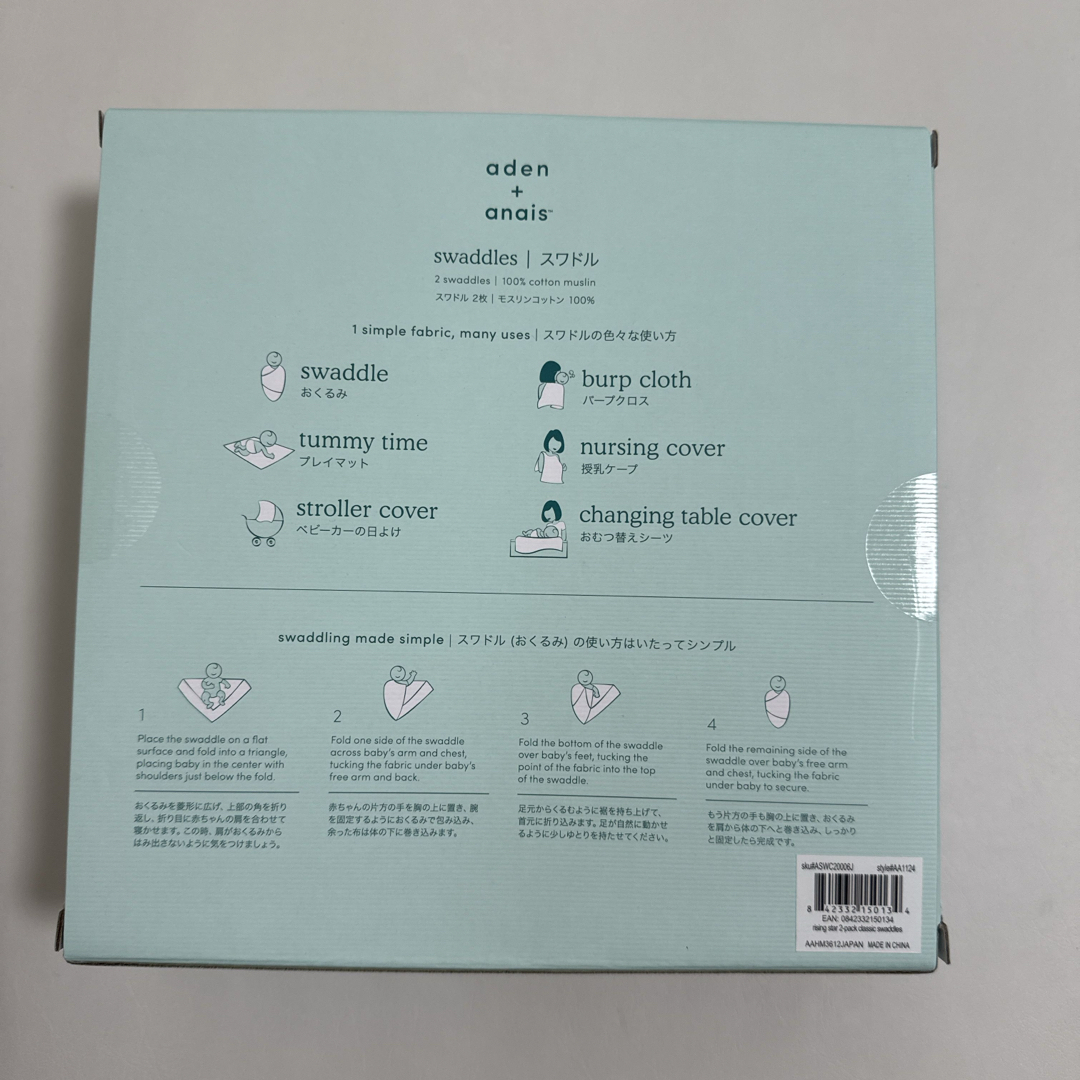 aden
+
anais™
swaddles | スワドル
2 swaddles | 100% cotton muslin
スワドル 2枚 | モスリンコットン 100%
1 simple fabric, many uses | スワドルの色々な使い方
swaddle
おくるみ
burp cloth
バープクロス
tummy time
プレイマット
nursing cover
授乳ケープ
stroller cover
ベビーカーの日よけ
changing table cover
おむつ替えシーツ
swaddling made simple | スワドル (おくるみ) の使い方はいたってシンプル
1
Place the swaddle on a flat
surface and fold into a triangle,
placing baby in the center with
shoulders just below the fold.
おくるみを菱形に広げ、上部の角を折り
返し、折り目に赤ちゃんの肩を合わせて
寝かせます。この時、肩がおくるみから
はみ出さないように気をつけましょう。
2
Fold one side of the swaddle
across baby's arm and chest,
tucking the fabric under baby's
free arm and back.
赤ちゃんの片方の手を胸の上に置き、腕
を固定するようにおくるみで包み込み、
余った布は体の下に巻き込みます。
3
Fold the bottom of the swaddle
over baby's feet, tucking the
point of the fabric into the top
of the swaddle.
足元からくるむように裾を持ち上げて、
首元に折り込みます。足が自然に動かせ
るように少しゆとりを持たせてください。
4
Fold the remaining side of the
swaddle over baby's free arm
and chest, tucking the fabric
under baby to secure.
もう片方の手も胸の上に置き、おくるみ
を肩から体の下へと巻き込み、しっかり
と固定したら完成です。
sku#ASWC20006J style#AA1124
8 42332 15013 4
EAN: 0842332150134
rising star 2-pack classic swaddles
AAHM3612JAPAN MADE IN CHINA